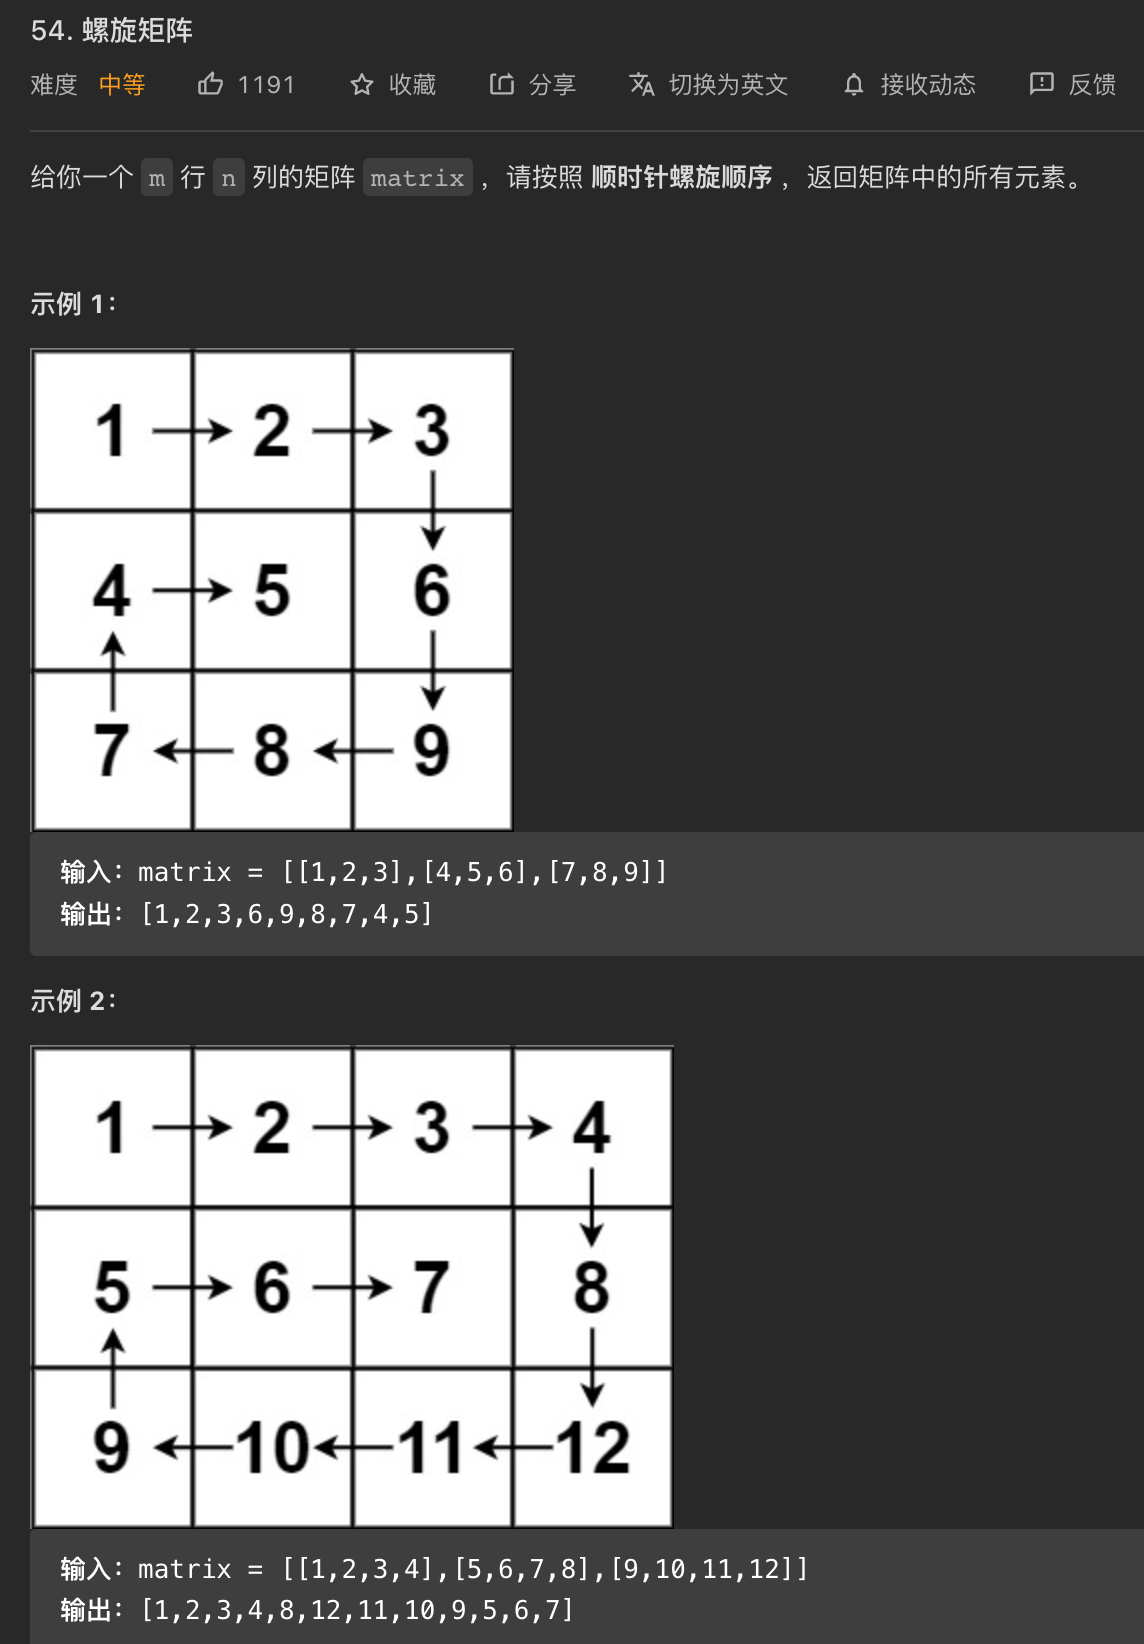 54. 螺旋矩阵
难度 中等 1191 收藏 分享 切换为英文 接收动态 反馈
给你一个 m 行 n 列的矩阵 matrix ，请按照 顺时针螺旋顺序 ，返回矩阵中的所有元素。
示例 1：
1 2 3
4 5 6
7 8 9
输入：matrix = [[1,2,3],[4,5,6],[7,8,9]]
输出：[1,2,3,6,9,8,7,4,5]
示例 2：
1 2 3 4
5 6 7 8
9 10 11 12
输入：matrix = [[1,2,3,4],[5,6,7,8],[9,10,11,12]]
输出：[1,2,3,4,8,12,11,10,9,5,6,7]